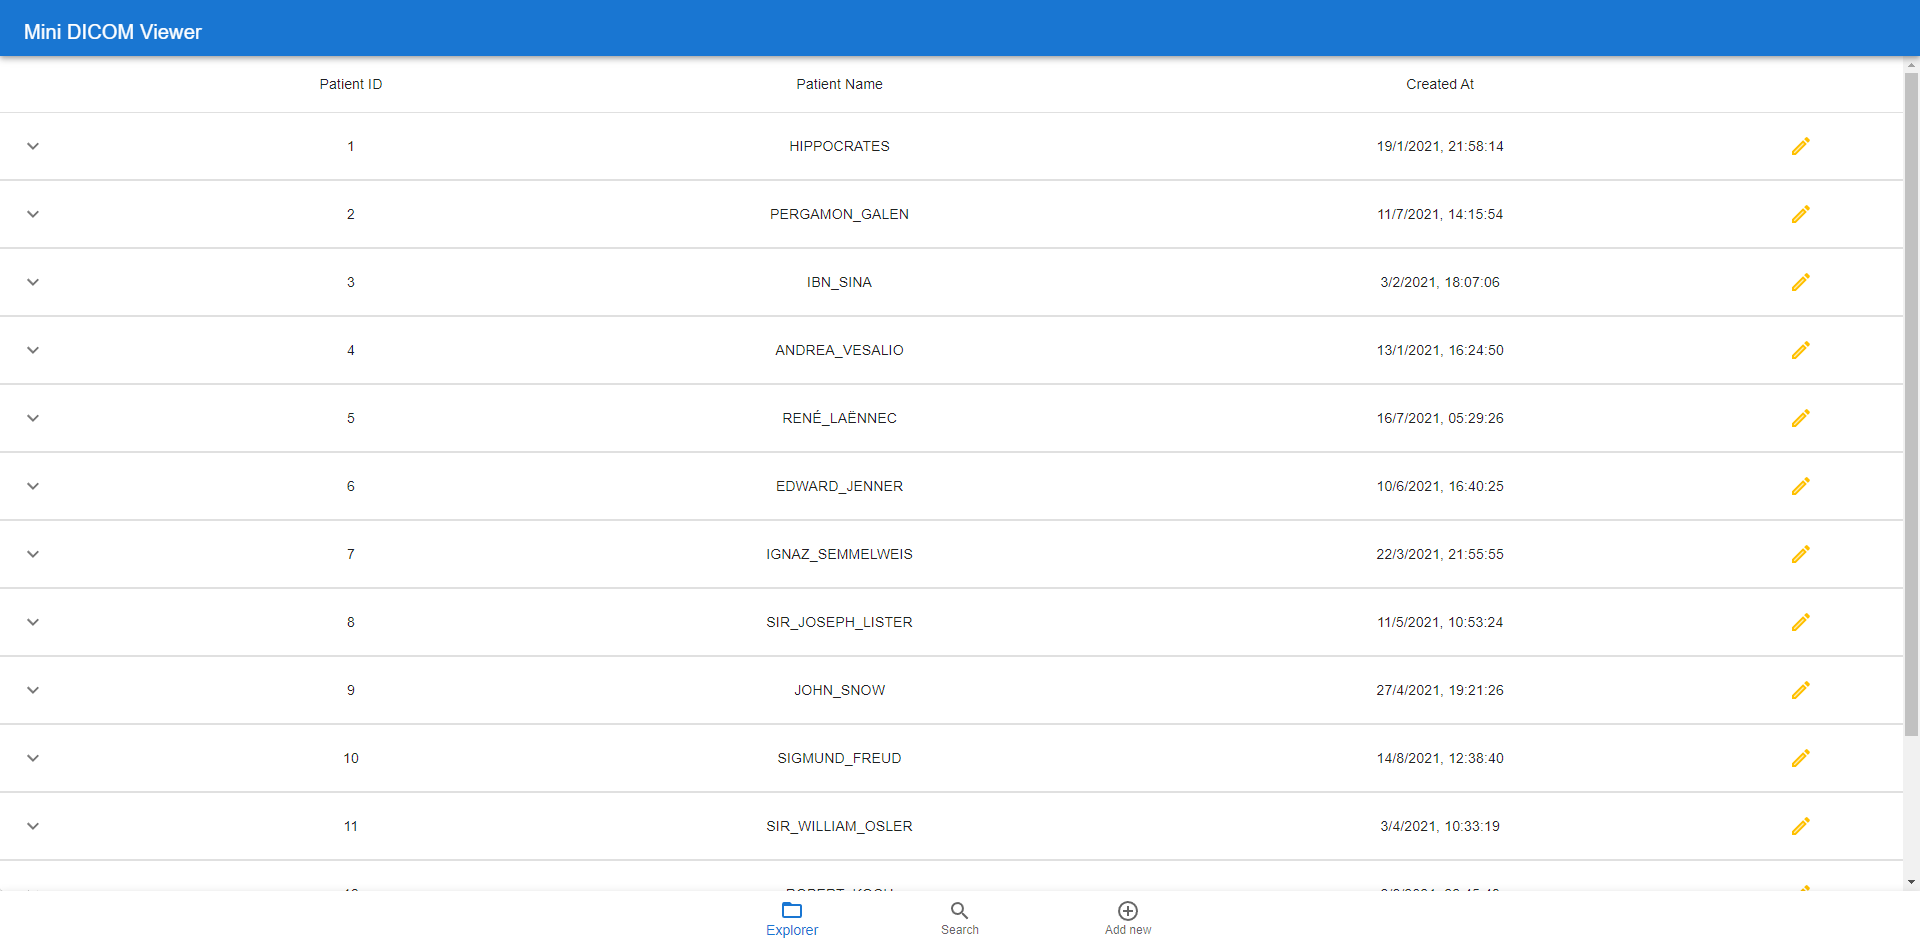 Mini DICOM Viewer
Patient ID Patient Name Created At
1 HIPPOCRATES 19/1/2021, 21:58:14
2 PERGAMON_GALEN 11/7/2021, 14:15:54
3 IBN_SINA 3/2/2021, 18:07:06
4 ANDREA_VESALIO 13/1/2021, 16:24:50
5 RENÉ_LAËNNEC 16/7/2021, 05:29:26
6 EDWARD_JENNER 10/6/2021, 16:40:25
7 IGNAZ_SEMMELWEIS 22/3/2021, 21:55:55
8 SIR_JOSEPH_LISTER 11/5/2021, 10:53:24
9 JOHN_SNOW 27/4/2021, 19:21:26
10 SIGMUND_FREUD 14/8/2021, 12:38:40
11 SIR_WILLIAM_OSLER 3/4/2021, 10:33:19
Explorer Search Add new